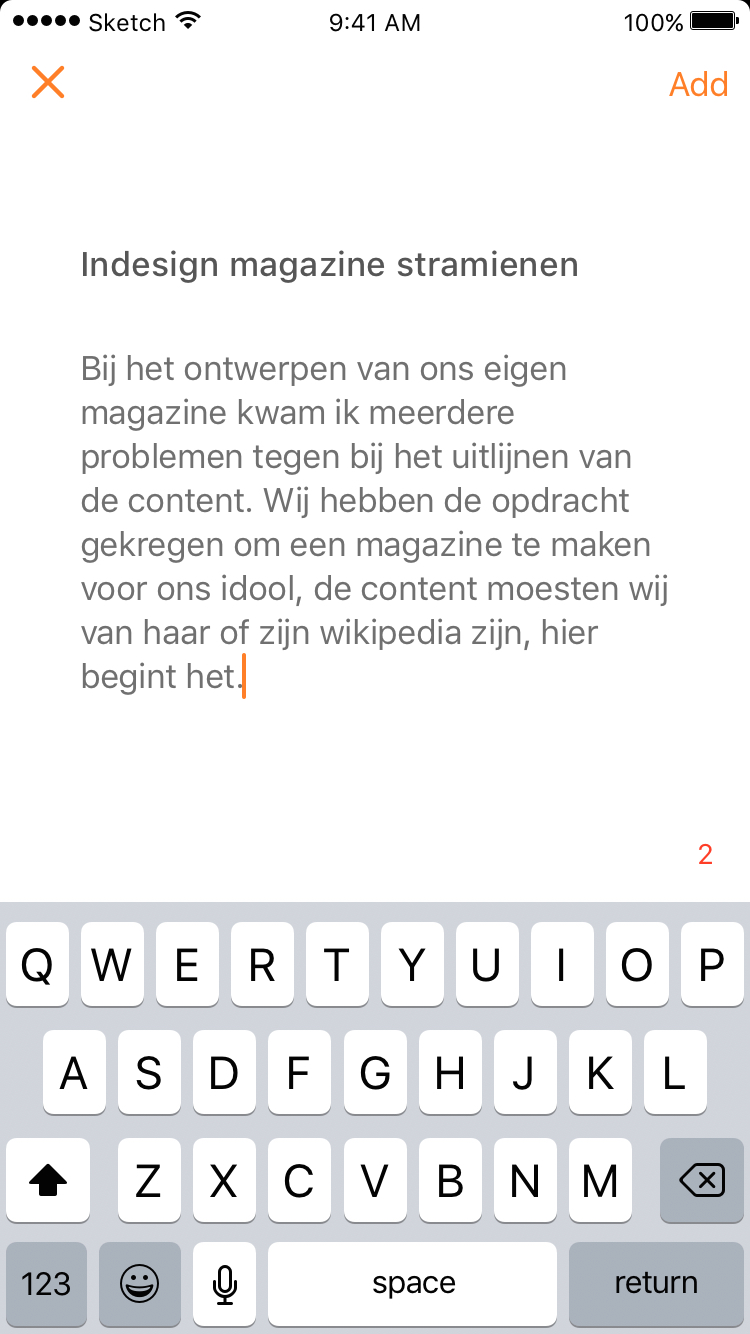 Sketch 9:41 AM 100%
Add
Indesign magazine stramienen
Bij het ontwerpen van ons eigen
magazine kwam ik meerdere
problemen tegen bij het uitlijnen van
de content. Wij hebben de opdracht
gekregen om een magazine te maken
voor ons idool, de content moesten wij
van haar of zijn wikipedia zijn, hier
begint het.
2
Q W E R T Y U I O P
A S D F G H J K L
Z X C V B N M
123 space return